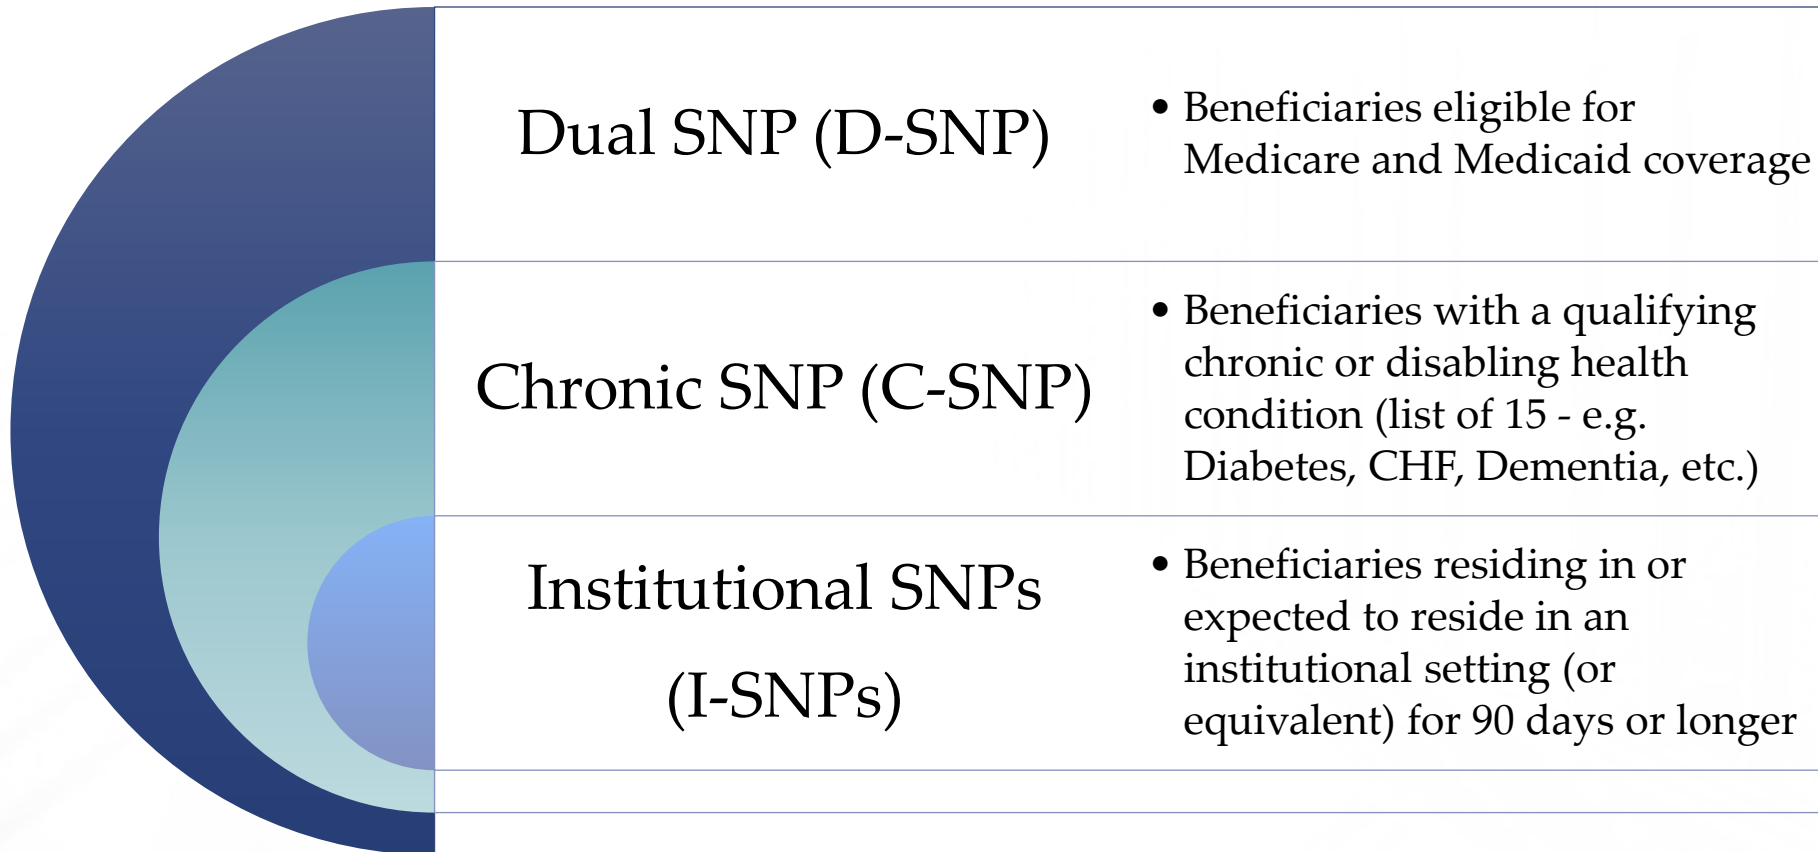 Dual SNP (D-SNP)
• Beneficiaries eligible for
Medicare and Medicaid coverage
Chronic SNP (C-SNP)
• Beneficiaries with a qualifying
chronic or disabling health
condition (list of 15 - e.g.
Diabetes, CHF, Dementia, etc.)
Institutional SNPs
(I-SNPs)
• Beneficiaries residing in or
expected to reside in an
institutional setting (or
equivalent) for 90 days or longer